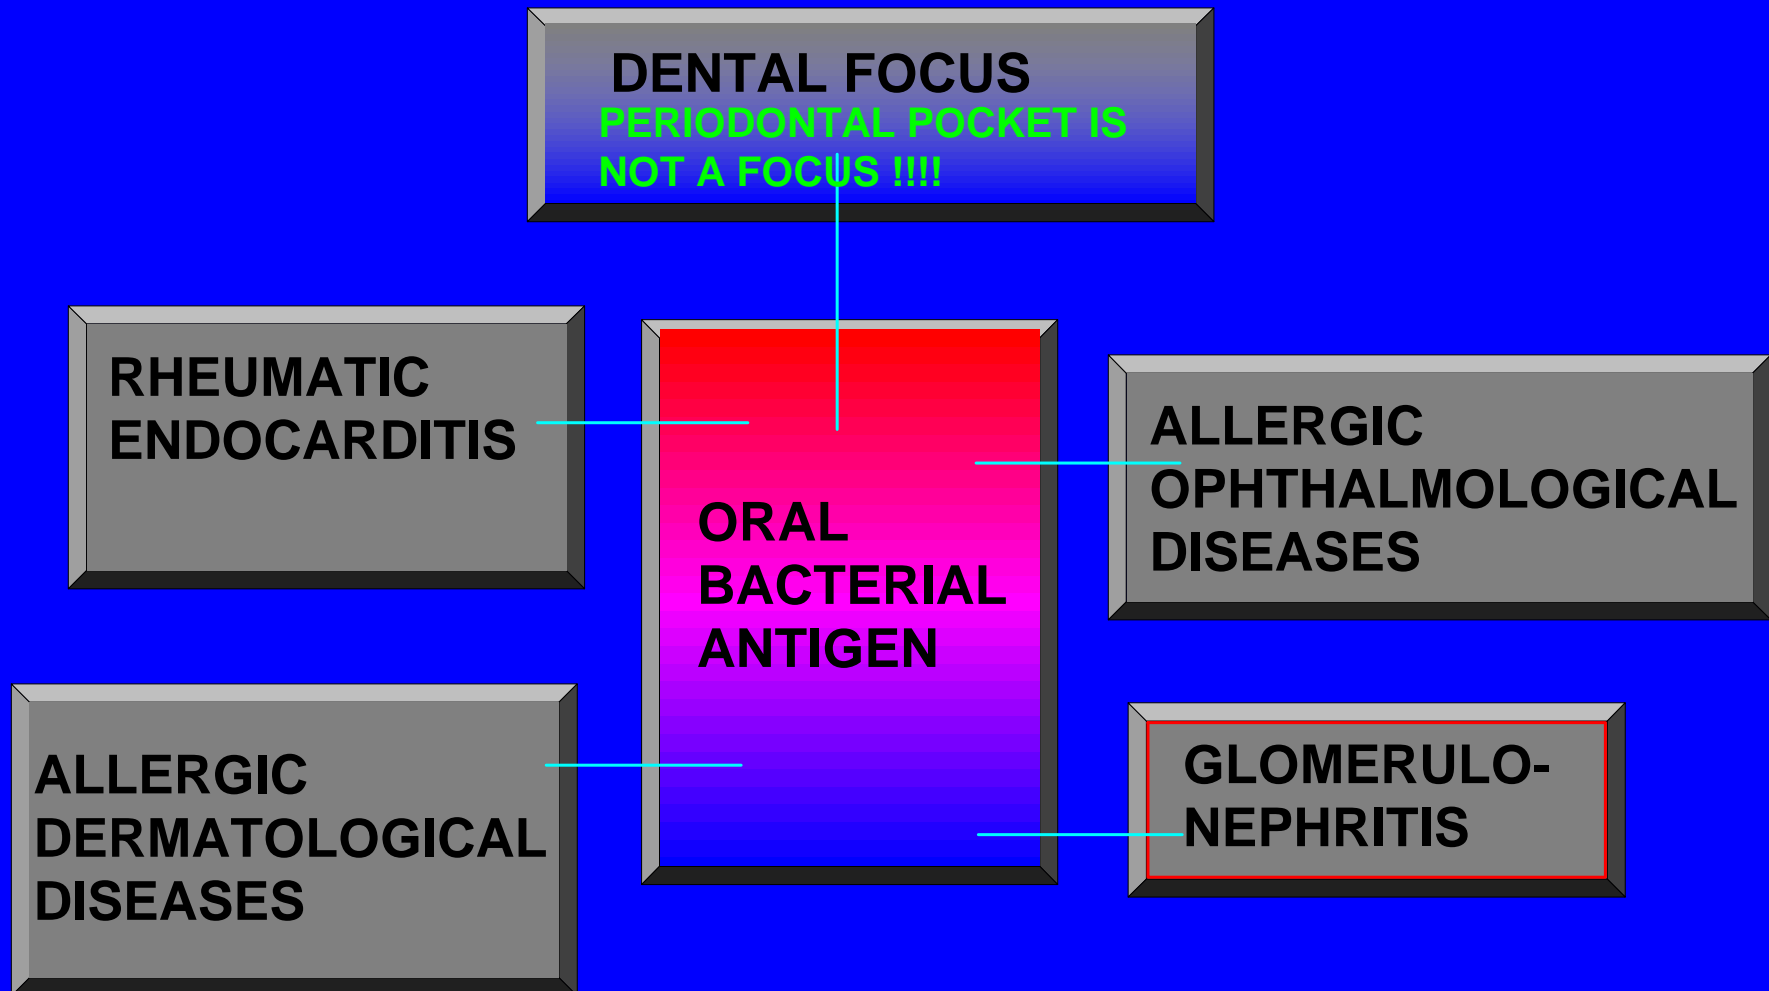 DENTAL FOCUS
PERIODONTAL POCKET IS
NOT A FOCUS !!!!
RHEUMATIC
ENDOCARDITIS
ORAL
BACTERIAL
ANTIGEN
ALLERGIC
OPHTHALMOLOGICAL
DISEASES
ALLERGIC
DERMATOLOGICAL
DISEASES
GLOMERULO-
NEPHRITIS